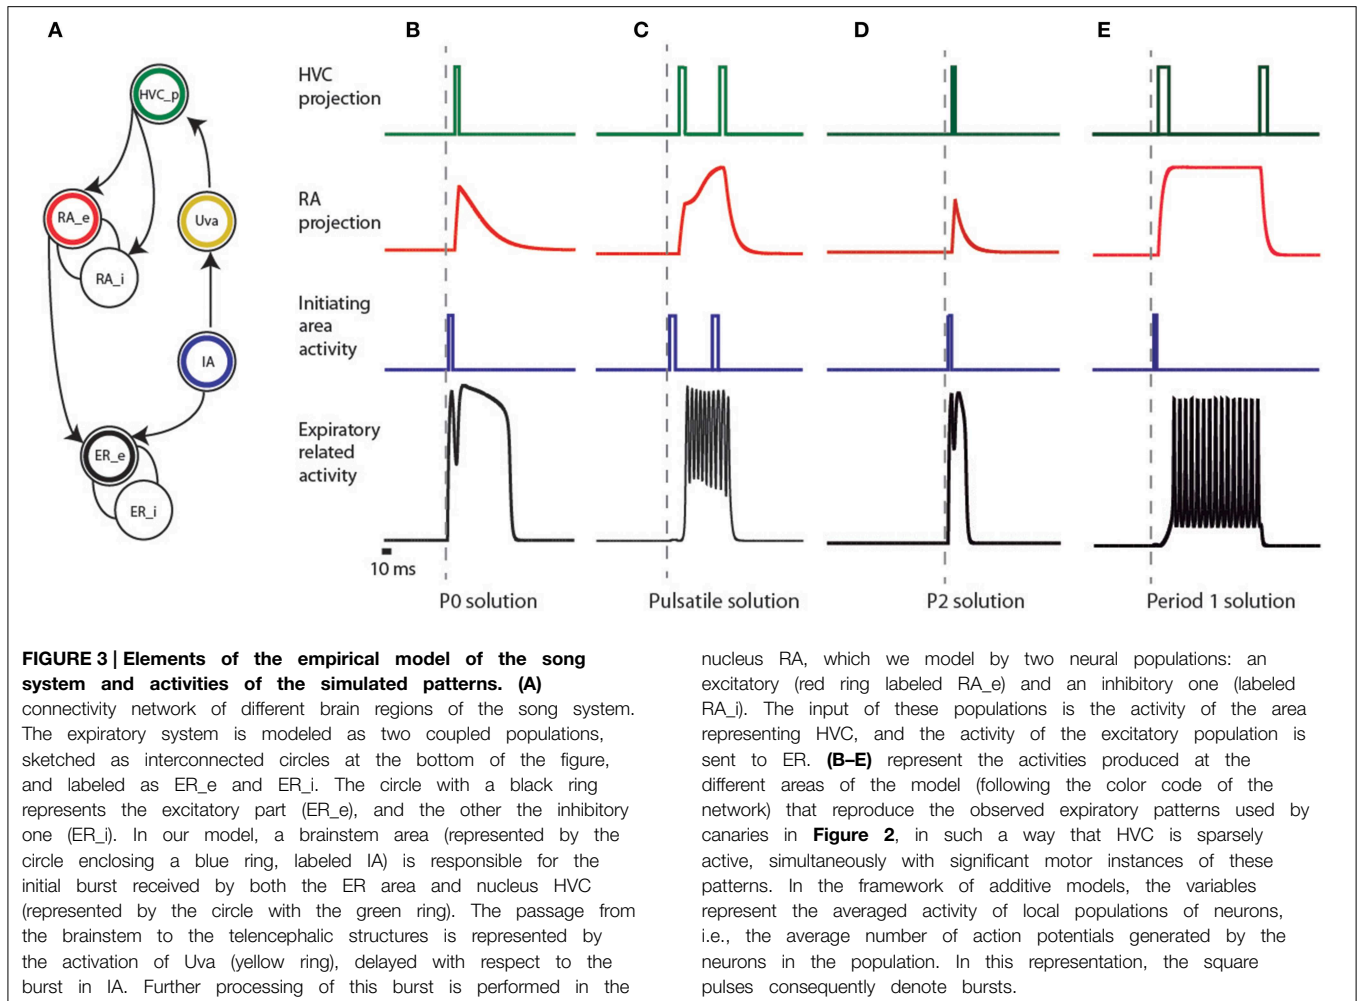 A
B
C
D
E
HVC_p
RA_e
Uva
RA_i
IA
ER_e
ER_i
HVC
projection
RA
projection
Initiating
area
activity
Expiratory
related
activity
10 ms
P0 solution
Pulsatile solution
P2 solution
Period 1 solution
FIGURE 3 | Elements of the empirical model of the song
system and activities of the simulated patterns. (A)
connectivity network of different brain regions of the song system.
The expiratory system is modeled as two coupled populations,
sketched as interconnected circles at the bottom of the figure,
and labeled as ER_e and ER_i. The circle with a black ring
represents the excitatory part (ER_e), and the other the inhibitory
one (ER_i). In our model, a brainstem area (represented by the
circle enclosing a blue ring, labeled IA) is responsible for the
initial burst received by both the ER area and nucleus HVC
(represented by the circle with the green ring). The passage from
the brainstem to the telencephalic structures is represented by
the activation of Uva (yellow ring), delayed with respect to the
burst in IA. Further processing of this burst is performed in the
nucleus RA, which we model by two neural populations: an
excitatory (red ring labeled RA_e) and an inhibitory one (labeled
RA_i). The input of these populations is the activity of the area
representing HVC, and the activity of the excitatory population is
sent to ER. (B–E) represent the activities produced at the
different areas of the model (following the color code of the
network) that reproduce the observed expiratory patterns used by
canaries in Figure 2, in such a way that HVC is sparsely
active, simultaneously with significant motor instances of these
patterns. In the framework of additive models, the variables
represent the averaged activity of local populations of neurons,
i.e., the average number of action potentials generated by the
neurons in the population. In this representation, the square
pulses consequently denote bursts.